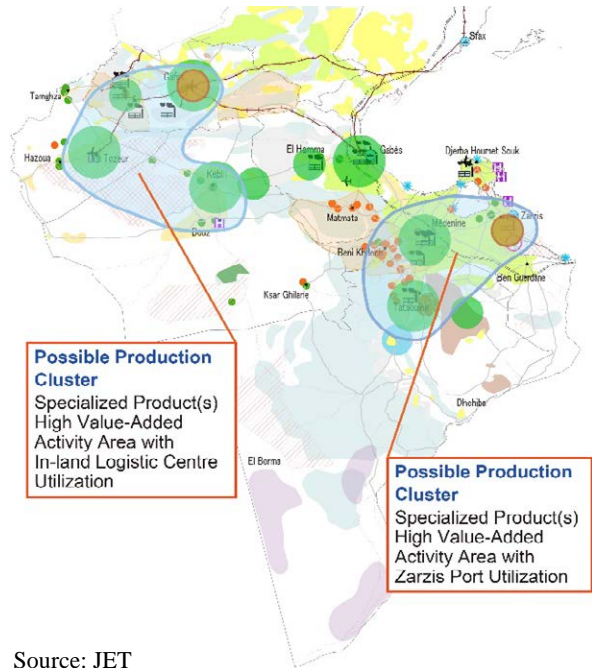 Sfax
Gafsa
Tamghza
Hazoua
Tozeur
El Hamma
Gabès
Djerba Houmet Souk
Kebili
Douz
Matmata
Médenine
Zarzis
Beni Khdech
Ben Guerdane
Ksar Ghilane
Tataouine
Possible Production
Cluster
Specialized Product(s)
High Value-Added
Activity Area with
In-land Logistic Centre
Utilization
Dhehiba
El Borma
Possible Production
Cluster
Specialized Product(s)
High Value-Added
Activity Area with
Zarzis Port Utilization
Source: JET